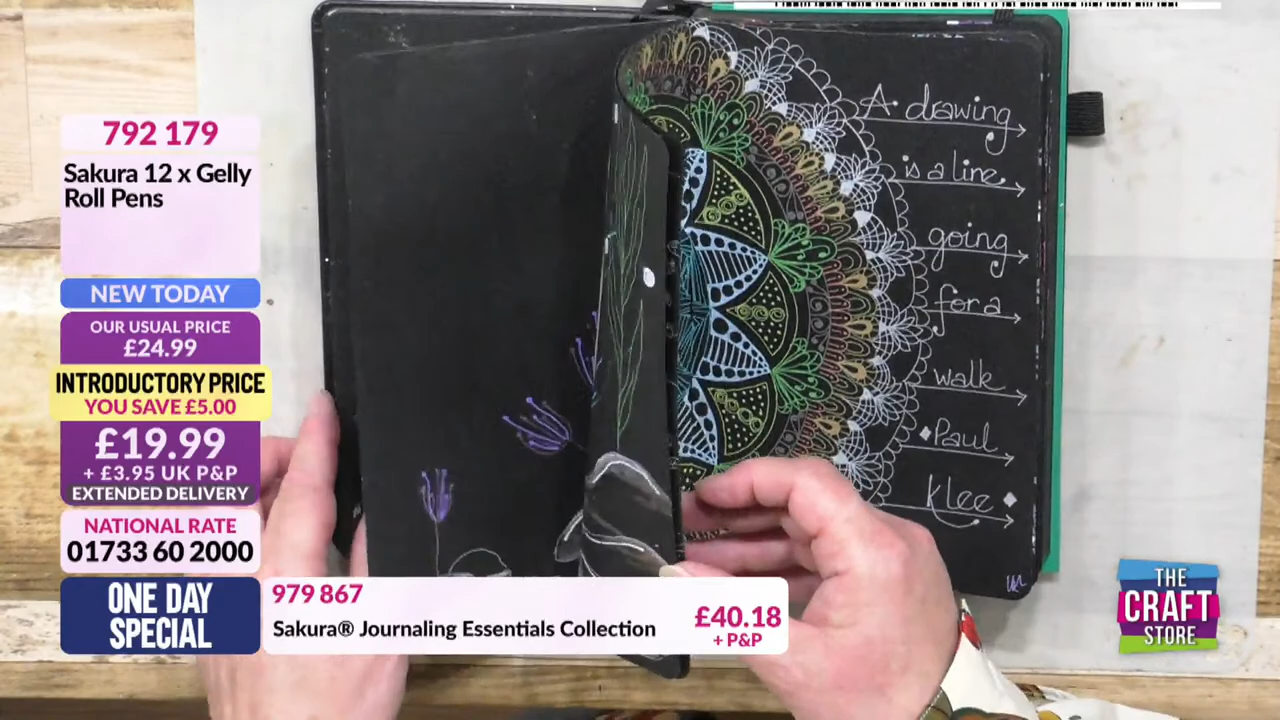 792 179
Sakura 12 x Gelly
Roll Pens
NEW TODAY
OUR USUAL PRICE
£24.99
INTRODUCTORY PRICE
YOU SAVE £5.00
£19.99
+ £3.95 UK P&P
EXTENDED DELIVERY
NATIONAL RATE
01733 60 2000
ONE DAY
SPECIAL
979 867
Sakura® Journaling Essentials Collection
£40.18
+ P&P
A drawing
is a line
going
for a
walk
Paul
Klee
THE
CRAFT
STORE